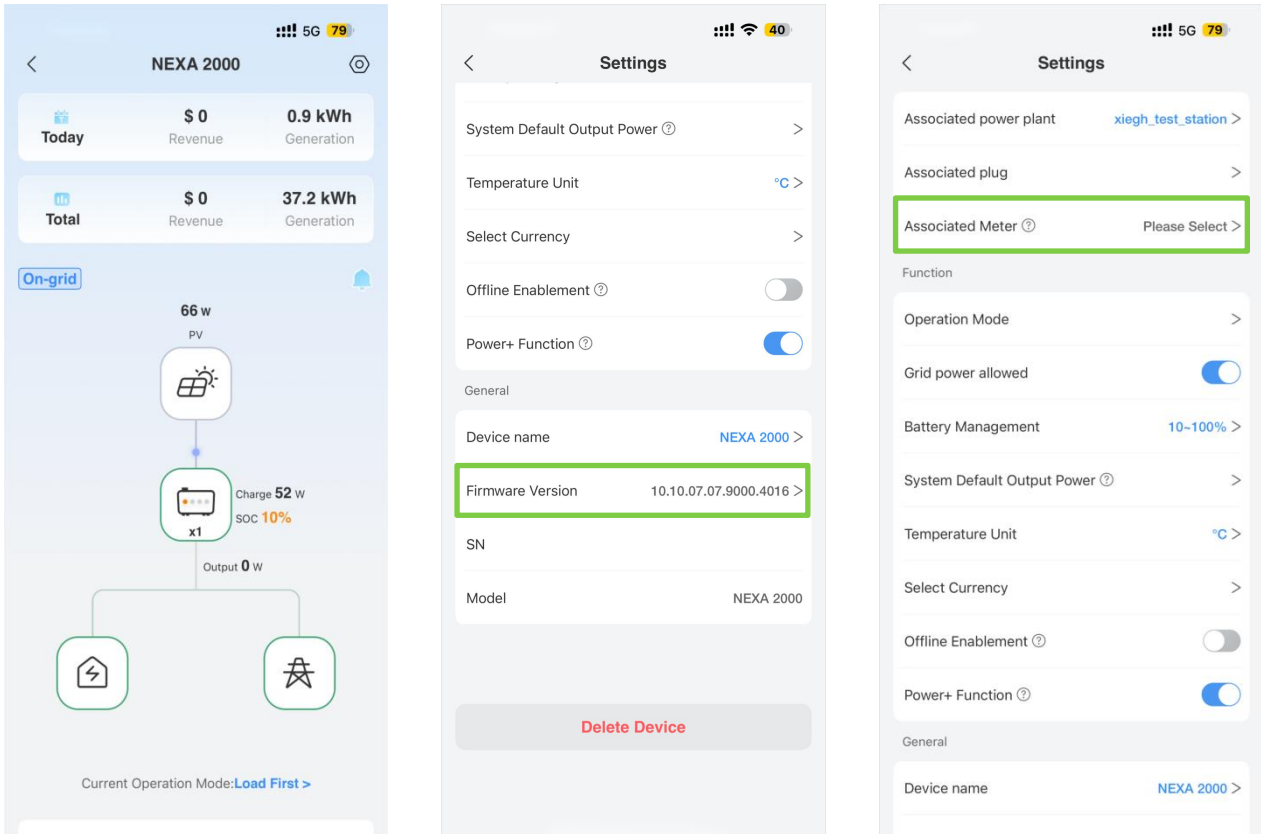 5G 79
NEXA 2000
Today
$ 0
Revenue
0.9 kWh
Generation
Total
$ 0
Revenue
37.2 kWh
Generation
On-grid
66 W
PV
x1
Charge 52 W
SOC 10%
Output 0 W
Current Operation Mode:Load First >
40
Settings
System Default Output Power ?
Temperature Unit °C >
Select Currency >
Offline Enablement ?
Power+ Function ?
General
Device name NEXA 2000 >
Firmware Version 10.10.07.07.9000.4016 >
SN
Model NEXA 2000
Delete Device
5G 79
Settings
Associated power plant xiegh_test_station >
Associated plug >
Associated Meter ? Please Select >
Function
Operation Mode >
Grid power allowed
Battery Management 10~100% >
System Default Output Power ? >
Temperature Unit °C >
Select Currency >
Offline Enablement ?
Power+ Function ?
General
Device name NEXA 2000 >